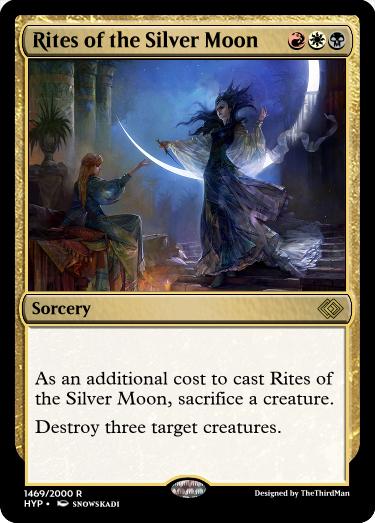 Rites of the Silver Moon
Sorcery
As an additional cost to cast Rites of
the Silver Moon, sacrifice a creature.
Destroy three target creatures.
1469/2000 R
HYP • SNOWSKADI
Designed by TheThirdMan